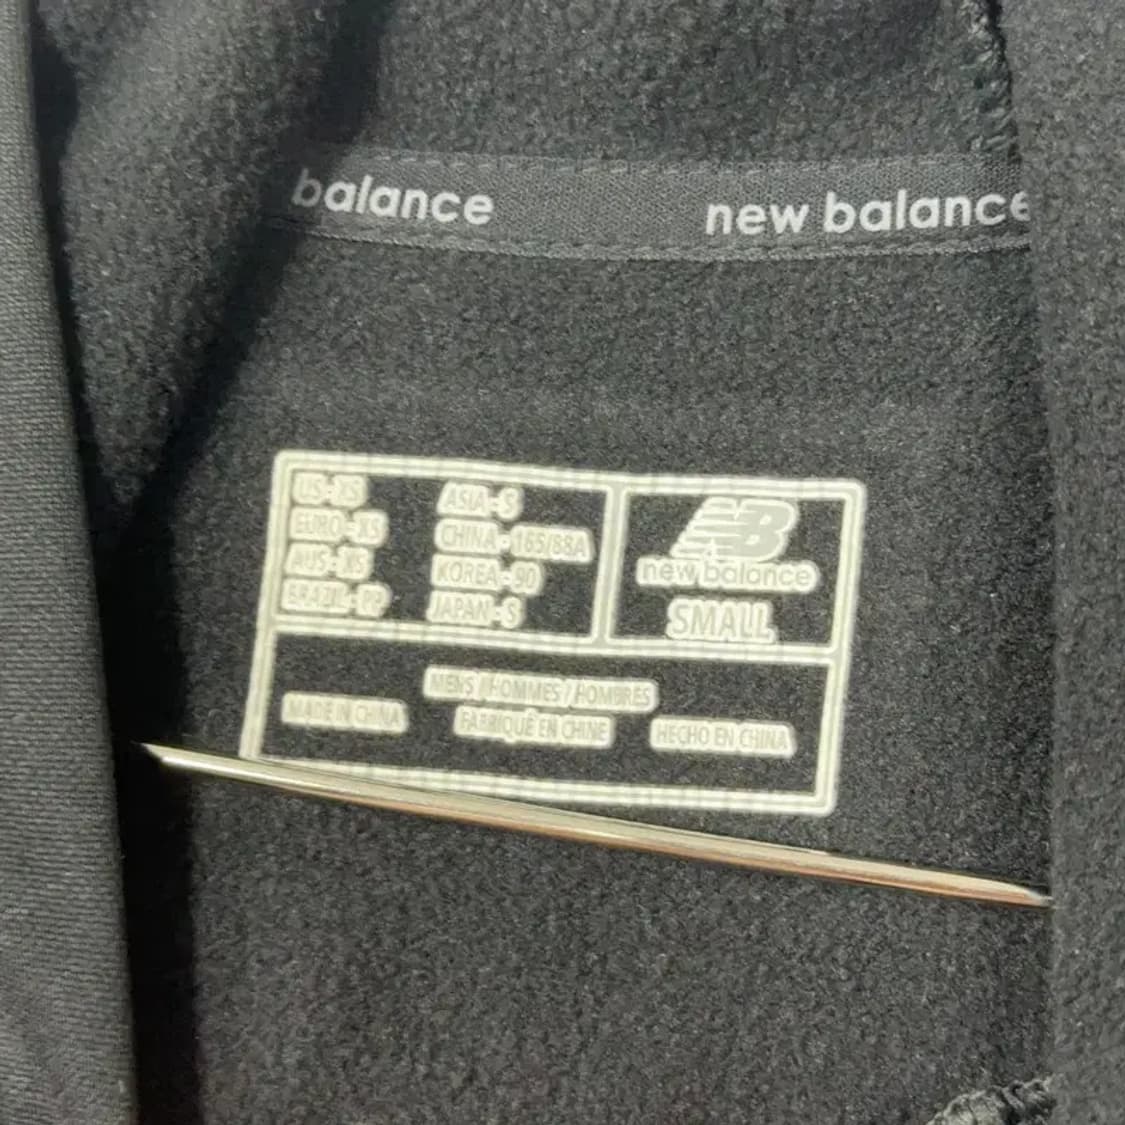 balance
new balance
US - XS
EURO - XS
AUS - XS
BRAZIL - PP
ASIA - S
CHINA - 165/88A
KOREA - 90
JAPAN - S
NB
new balance
SMALL
MENS / HOMMES / HOMBRES
MADE IN CHINA
FABRIQUÉ EN CHINE
HECHO EN CHINA